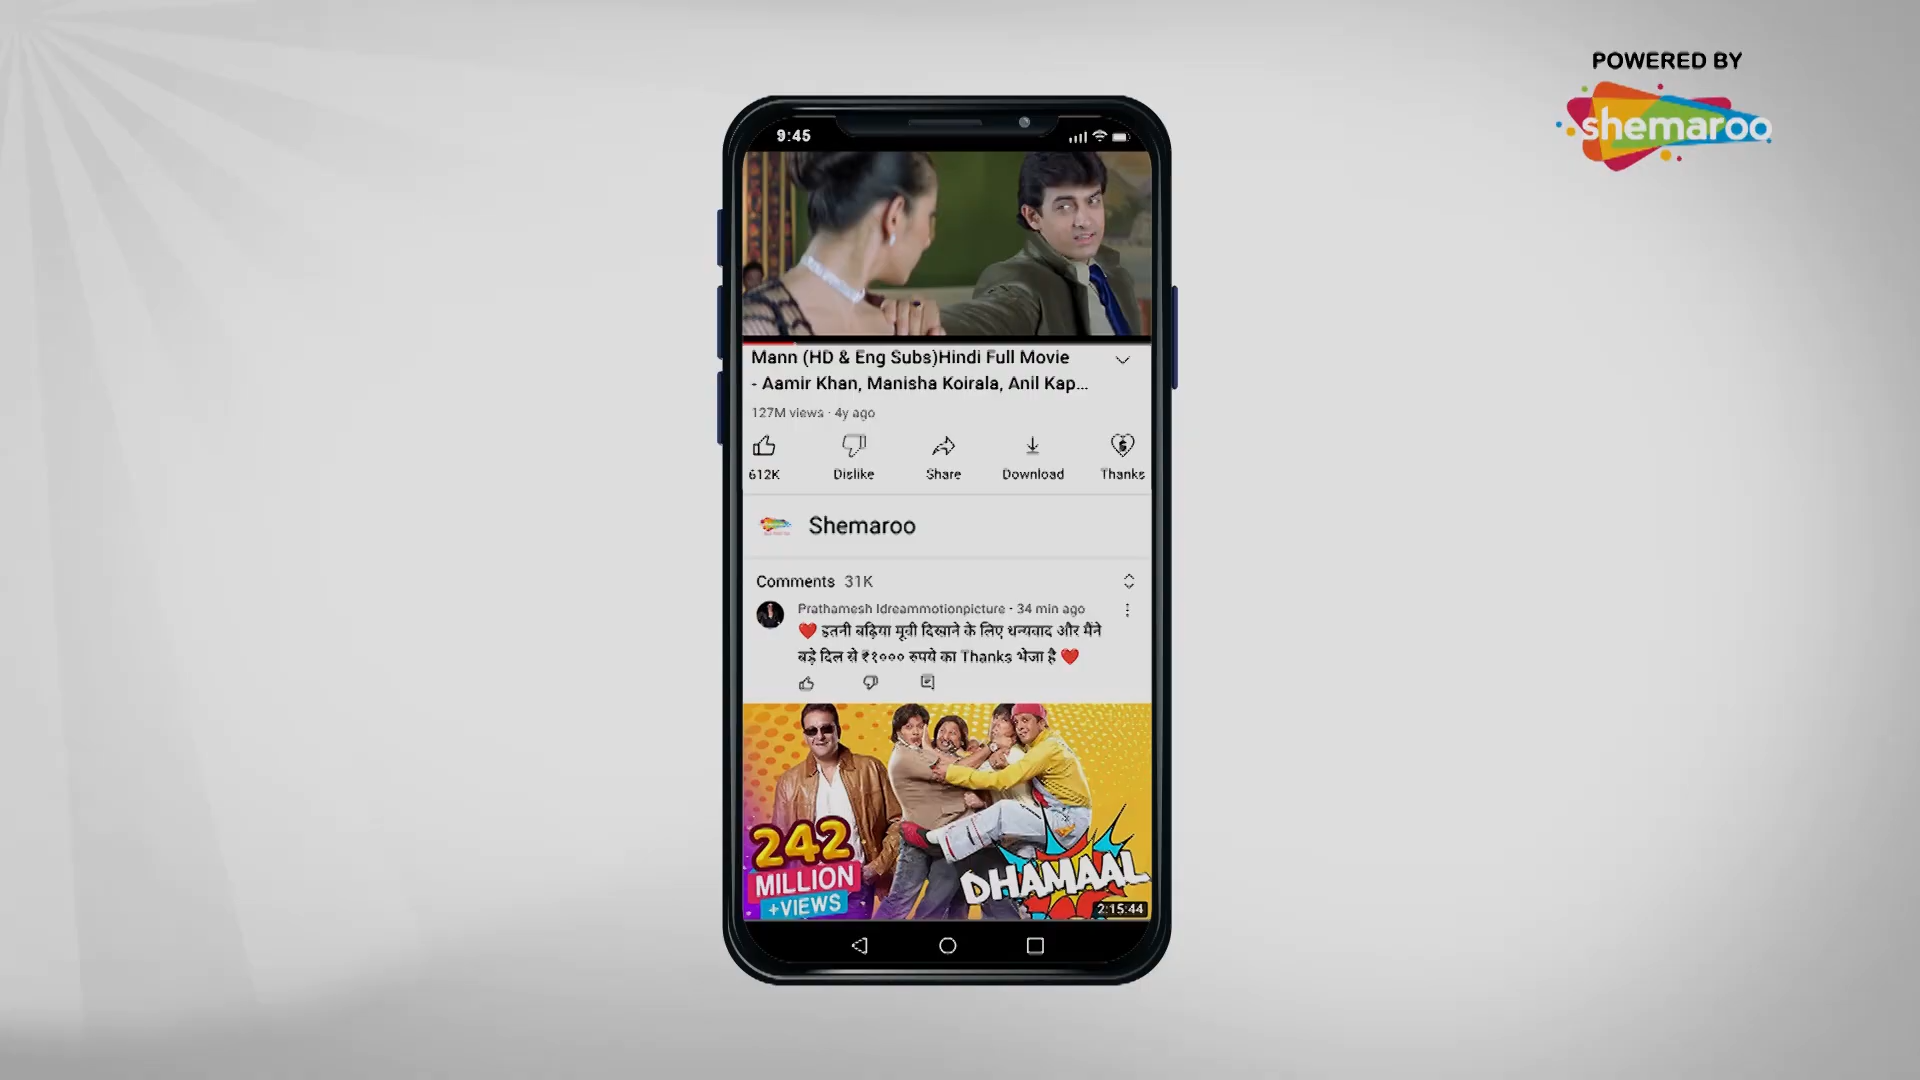 POWERED BY
shemaroo
9:45
Mann (HD & Eng Subs)Hindi Full Movie
- Aamir Khan, Manisha Koirala, Anil Kap...
127M views · 4y ago
612K
Dislike
Share
Download
Thanks
Shemaroo
Comments 31K
Prathamesh Idreammotionpicture • 34 min ago
❤️ इतनी बढ़िया मूवी दिखाने के लिए धन्यवाद और मैंने
बड़े दिल से ₹१००० रुपये का Thanks भेजा है ❤️
242
MILLION
+VIEWS
DHAMAAL
2:15:44